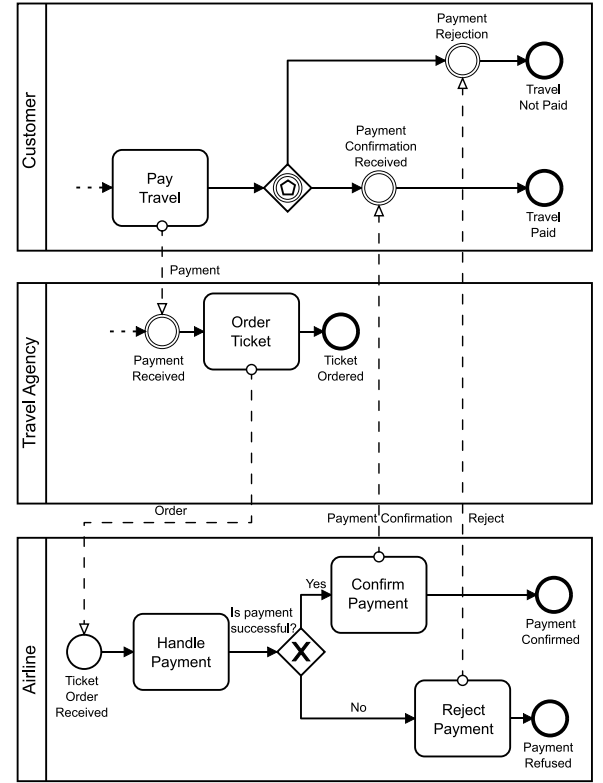 Customer
Payment
Rejection
Travel
Not Paid
Payment
Confirmation
Received
Pay
Travel
Travel
Paid
Payment
Travel Agency
Order
Ticket
Payment
Received
Ticket
Ordered
Order
Payment Confirmation
Reject
Airline
Is payment
successful?
Yes
Confirm
Payment
Payment
Confirmed
Handle
Payment
Ticket
Order
Received
No
Reject
Payment
Payment
Refused